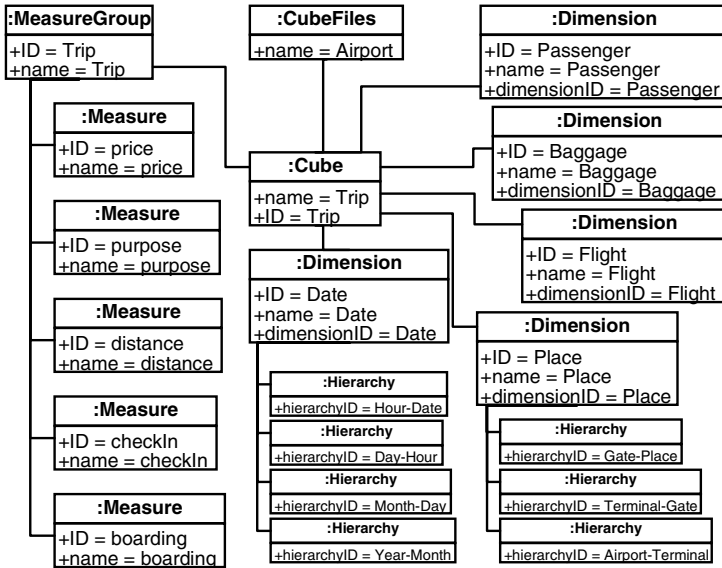 :MeasureGroup
+ID = Trip
+name = Trip
:CubeFiles
+name = Airport
:Dimension
+ID = Passenger
+name = Passenger
+dimensionID = Passenger
:Measure
+ID = price
+name = price
:Cube
+name = Trip
+ID = Trip
:Dimension
+ID = Baggage
+name = Baggage
+dimensionID = Baggage
:Measure
+ID = purpose
+name = purpose
:Dimension
+ID = Flight
+name = Flight
+dimensionID = Flight
:Dimension
+ID = Date
+name = Date
+dimensionID = Date
:Measure
+ID = distance
+name = distance
:Dimension
+ID = Place
+name = Place
+dimensionID = Place
:Hierarchy
+hierarchyID = Hour-Date
:Hierarchy
+hierarchyID = Day-Hour
:Hierarchy
+hierarchyID = Month-Day
:Hierarchy
+hierarchyID = Year-Month
:Measure
+ID = checkIn
+name = checkIn
:Hierarchy
+hierarchyID = Gate-Place
:Hierarchy
+hierarchyID = Terminal-Gate
:Hierarchy
+hierarchyID = Airport-Terminal
:Measure
+ID = boarding
+name = boarding